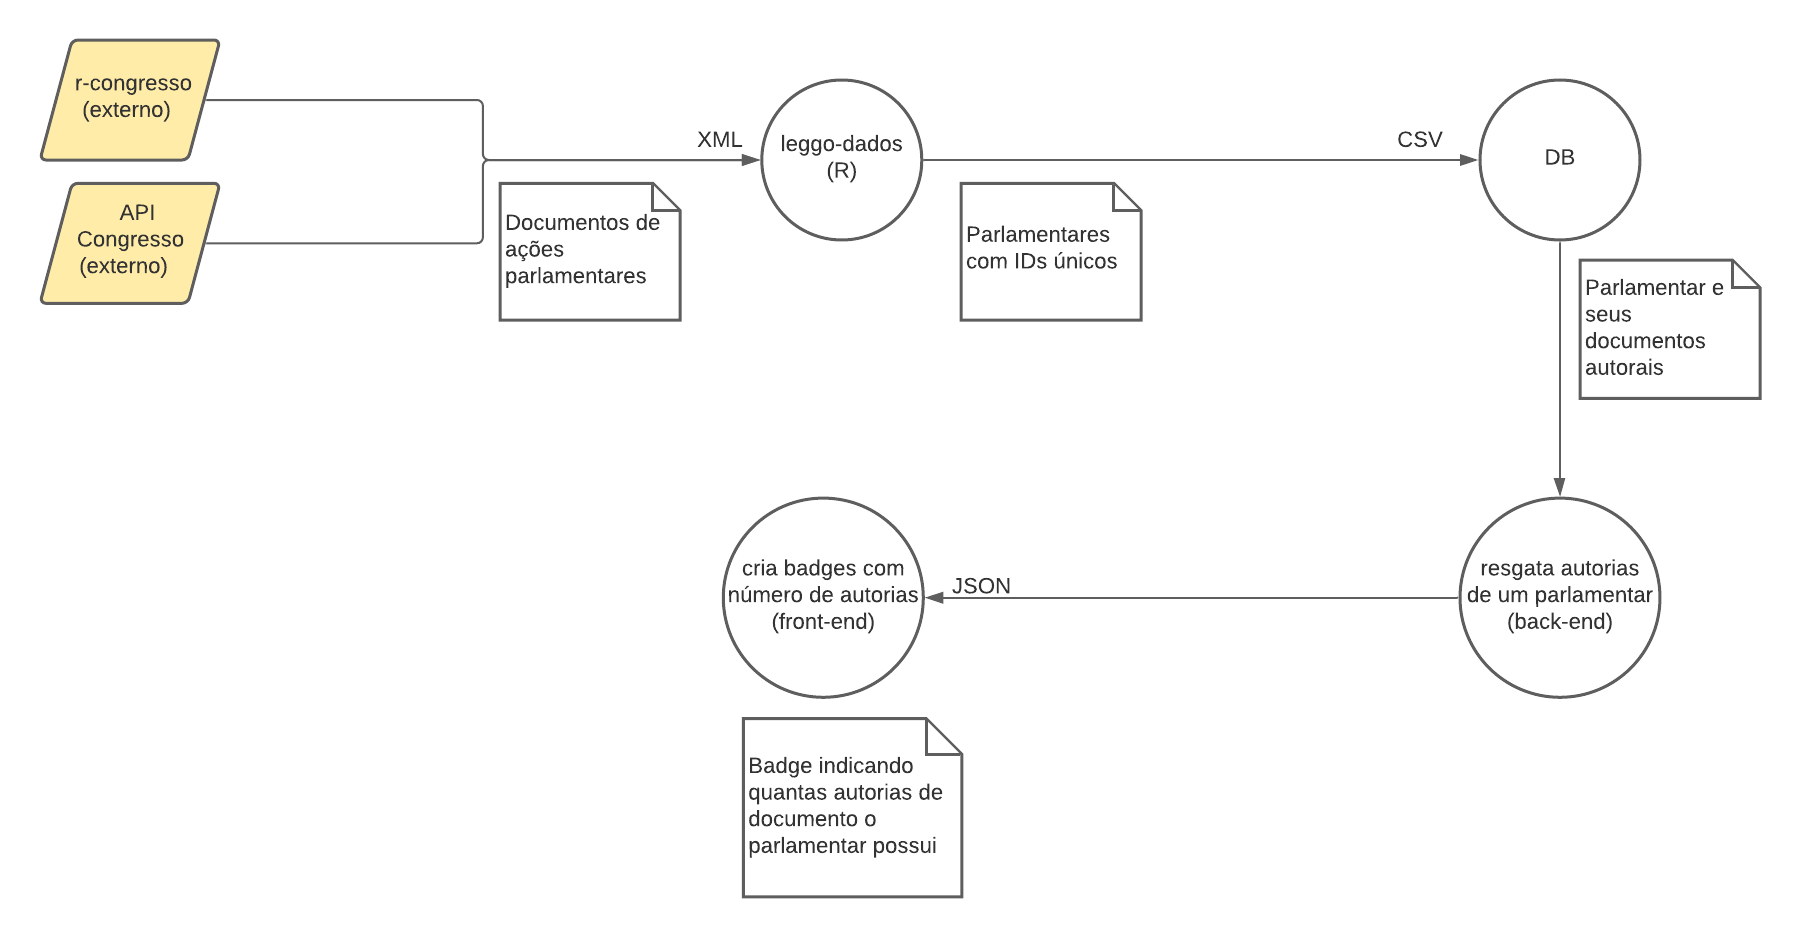 r-congresso
(externo)
API
Congresso
(externo)
XML
Documentos de
ações
parlamentares
leggo-dados
(R)
CSV
Parlamentares
com IDs únicos
DB
Parlamentar e
seus
documentos
autorais
resgata autorias
de um parlamentar
(back-end)
JSON
cria badges com
número de autorias
(front-end)
Badge indicando
quantas autorias de
documento o
parlamentar possui